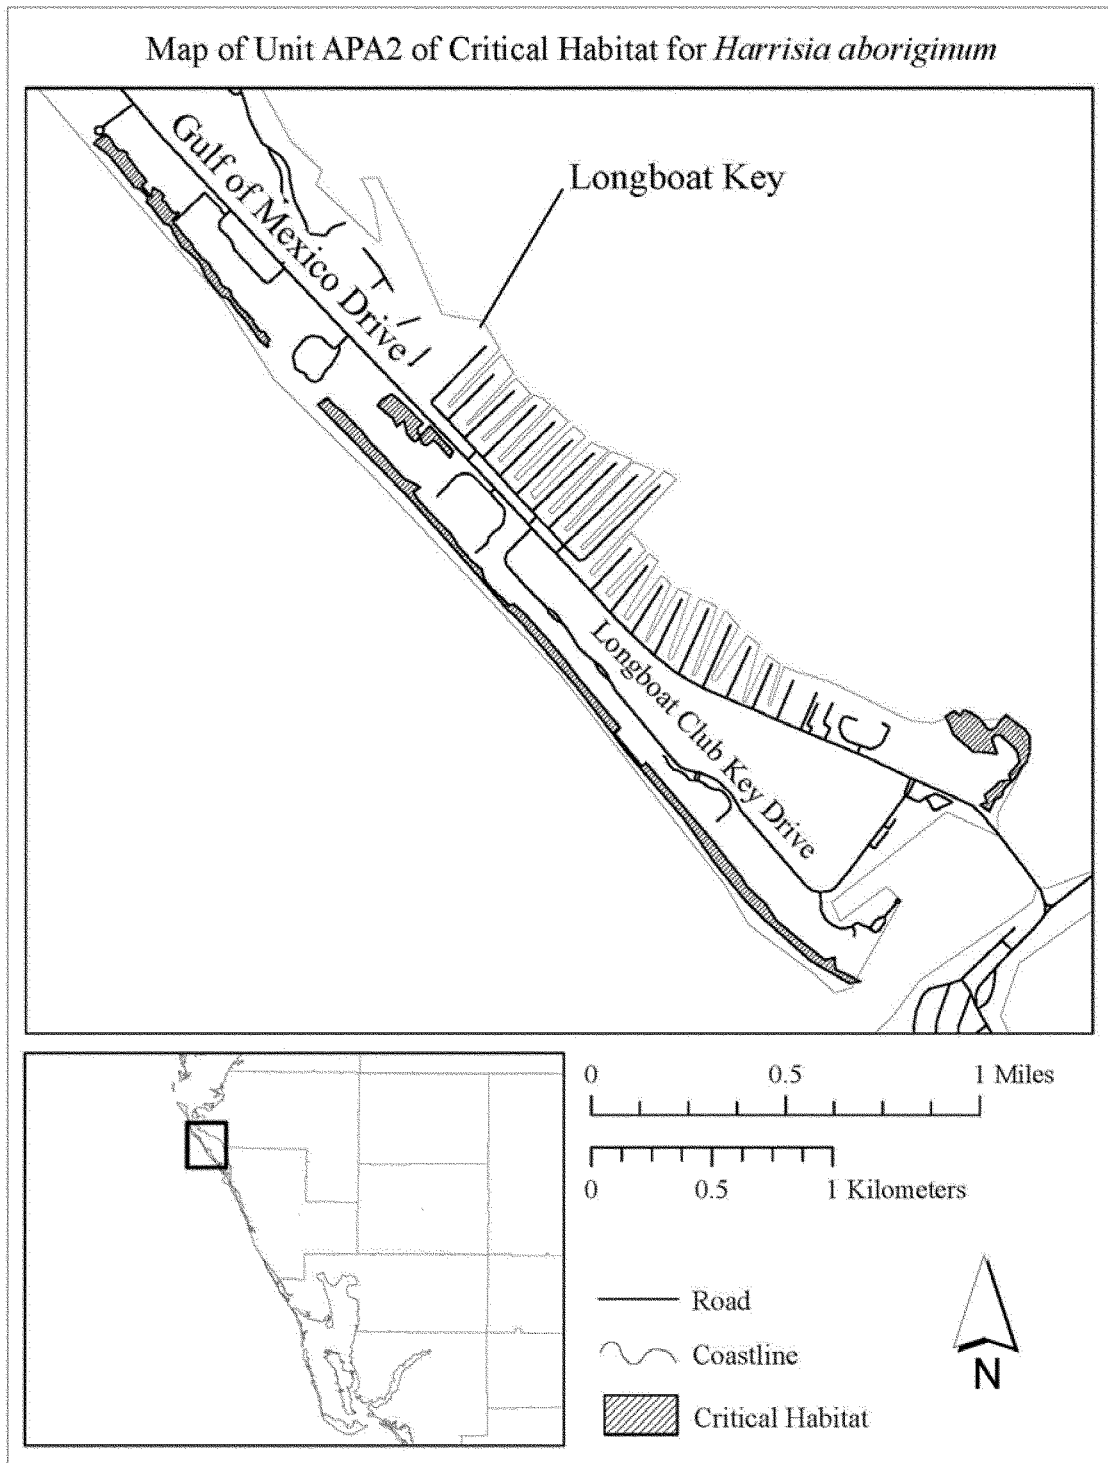 Map of Unit APA2 of Critical Habitat for Harrisia aboriginum
Gulf of Mexico Drive
Longboat Key
Longboat Club Key Drive
0 0.5 1 Miles
0 0.5 1 Kilometers
Road
Coastline
Critical Habitat
N